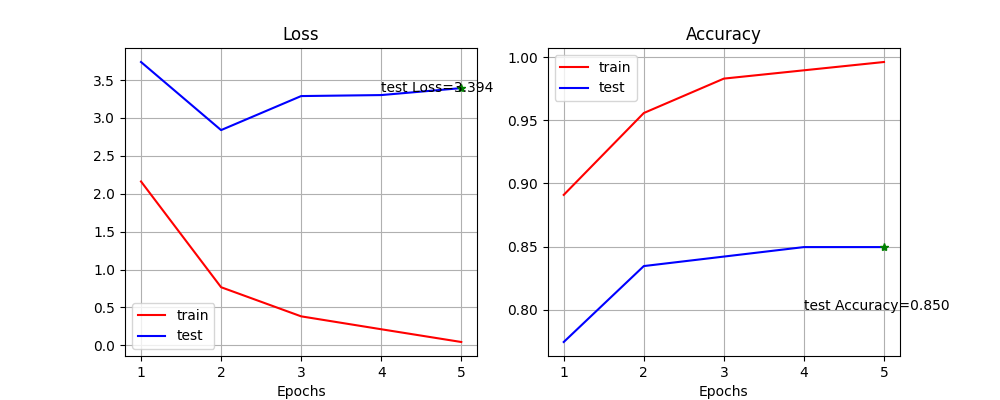 Loss
3.5
3.0
2.5
2.0
1.5
1.0
0.5
0.0
test Loss=3.394
train
test
1 2 3 4 5
Epochs
Accuracy
1.00
0.95
0.90
0.85
0.80
train
test
test Accuracy=0.850
1 2 3 4 5
Epochs